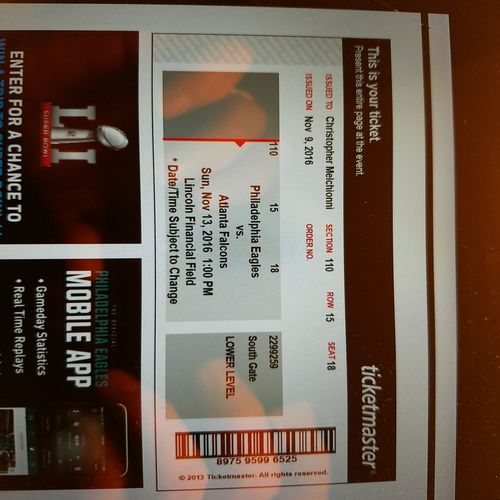 This is your ticket.
Present this entire page at the event.
ticketmaster
ISSUED TO Christopher Melchionni
SECTION 110
ROW 15
SEAT 18
ISSUED ON Nov 9, 2016
ORDER NO.
110 15 18
Philadelphia Eagles
vs.
Atlanta Falcons
Sun, Nov 13, 2016 1:00 PM
Lincoln Financial Field
* Date/Time Subject to Change
2299259
South Gate
LOWER LEVEL
8975 9599 6525
© 2013 Ticketmaster. All rights reserved.
LI
SUPER BOWL
ENTER FOR A CHANCE TO
THE OFFICIAL
PHILADELPHIA EAGLES
MOBILE APP
• Gameday Statistics
• Real Time Replays